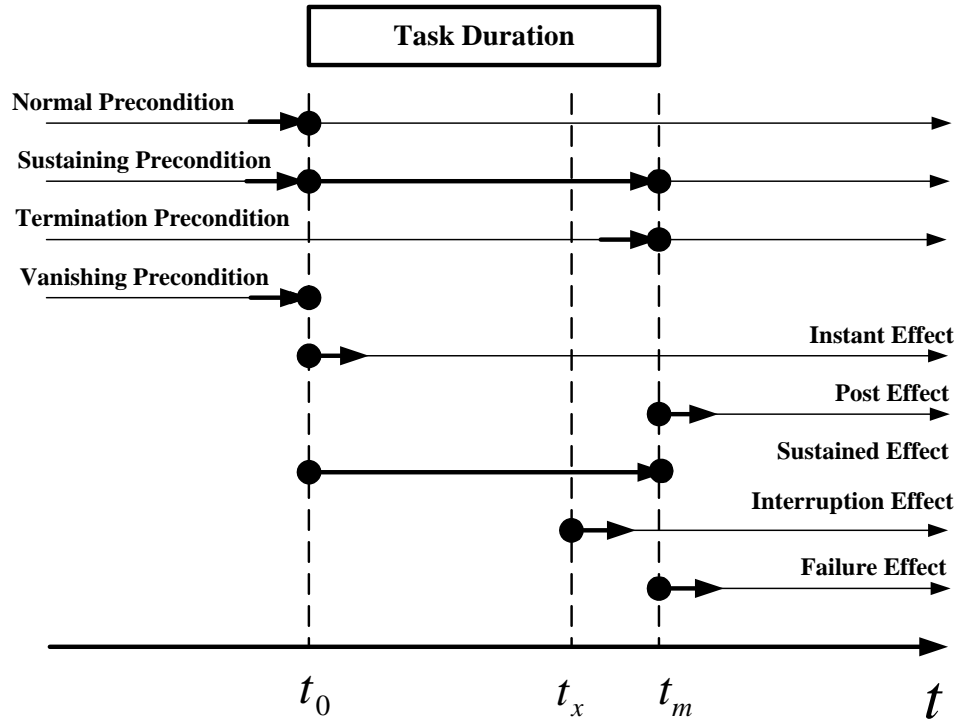 Task Duration
Normal Precondition
Sustaining Precondition
Termination Precondition
Vanishing Precondition
Instant Effect
Post Effect
Sustained Effect
Interruption Effect
Failure Effect
t₀ tₓ tₘ t